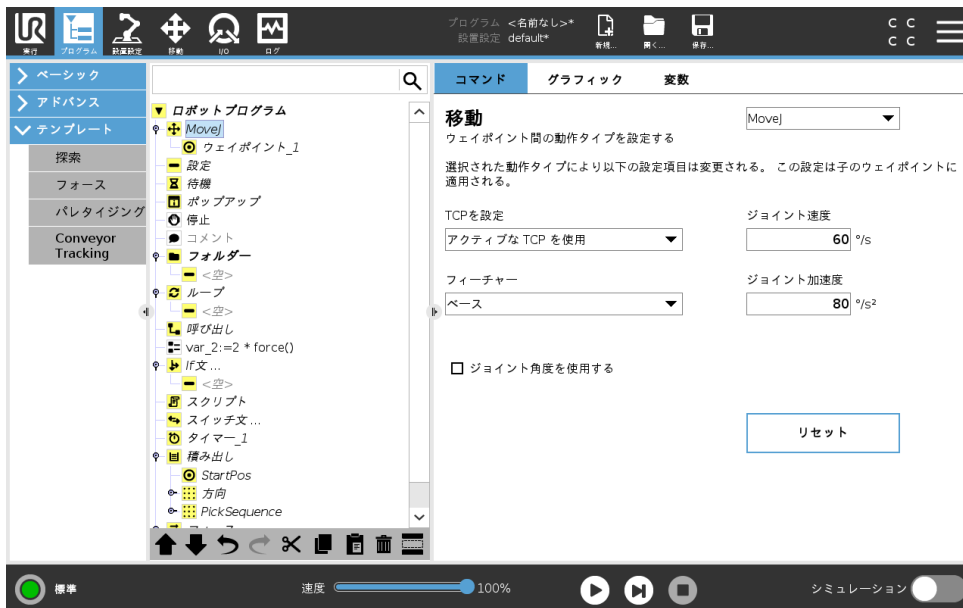 プログラム <名前なし>*
設置設定 default*
UR
実行
プログラム
設置設定
移動
I/O
ログ
新規...
開く...
保存...
C C
C C
ベーシック
アドバンス
テンプレート
探索
フォース
パレタイジング
Conveyor
Tracking
ロボットプログラム
MoveJ
ウェイポイント_1
設定
待機
ポップアップ
停止
コメント
フォルダー
<空>
ループ
<空>
呼び出し
var_2:=2 * force()
If文...
<空>
スクリプト
スイッチ文...
タイマー_1
積み出し
StartPos
方向
PickSequence
コマンド
グラフィック
変数
移動
MoveJ
ウェイポイント間の動作タイプを設定する
選択された動作タイプにより以下の設定項目は変更される。 この設定は子のウェイポイントに
適用される。
TCPを設定
ジョイント速度
アクティブな TCP を使用
60 °/s
フィーチャー
ジョイント加速度
ベース
80 °/s²
ジョイント角度を使用する
リセット
標準
速度
100%
シミュレーション